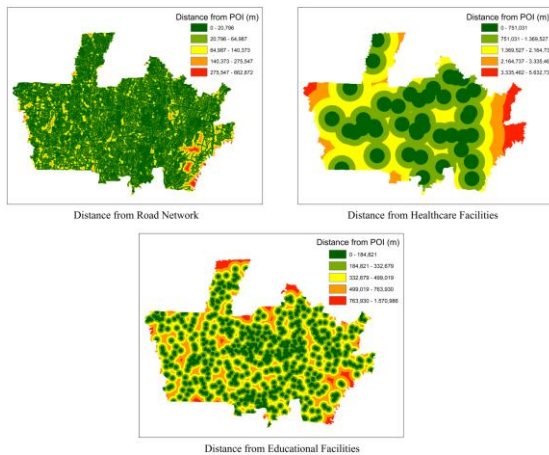 Distance from POI (m)
0 - 20,796
20,796 - 64,987
64,987 - 140,373
140,373 - 275,547
275,547 - 662,672
Distance from Road Network
Distance from POI (m)
0 - 751,031
751,031 - 1.369,527
1.369,527 - 2.164,73
2.164,737 - 3.335,46
3.335,462 - 5.632,73
Distance from Healthcare Facilities
Distance from POI (m)
0 - 184,821
184,821 - 332,679
332,679 - 499,019
499,019 - 763,930
763,930 - 1.570,986
Distance from Educational Facilities